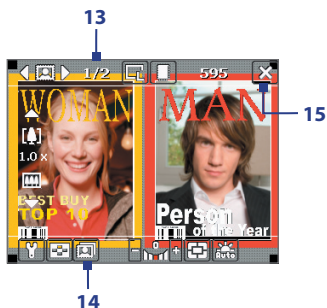 13
1/2
595
15
WOMAN
MAN
1.0 x
BEST BUY
TOP 10
Person
of the Year
- 0 +
Auto
14